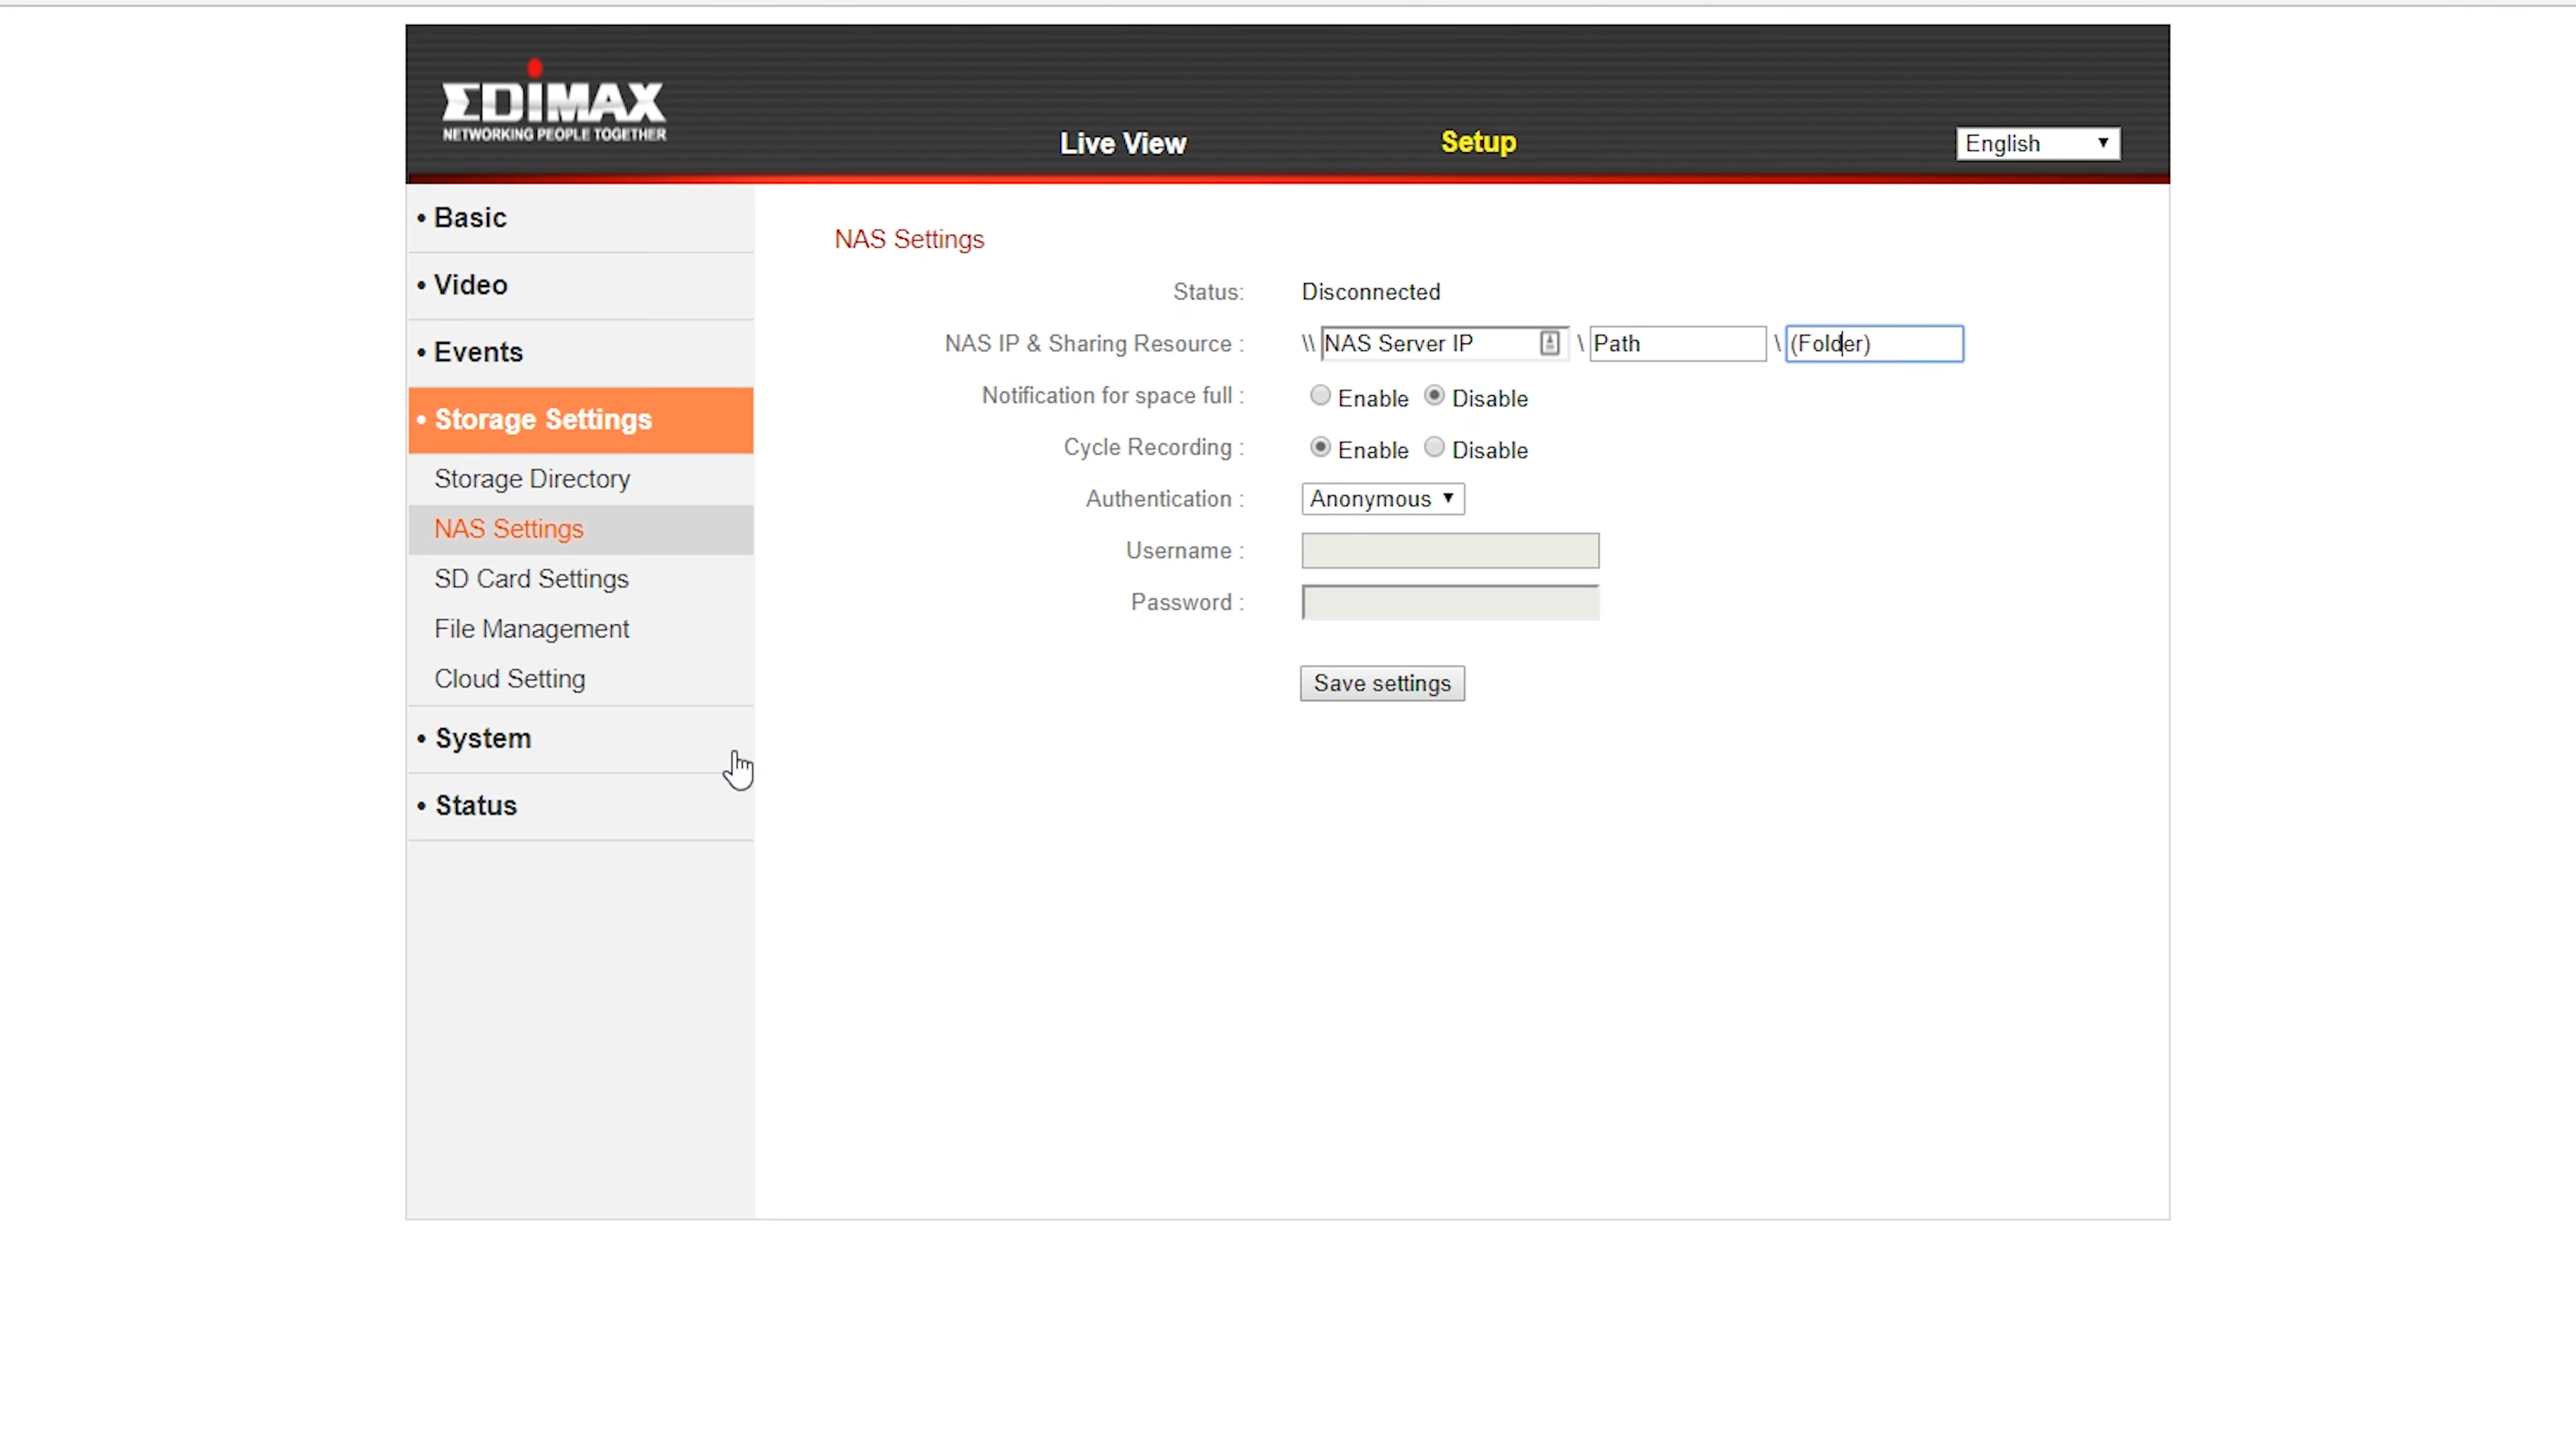 EDIMAX
NETWORKING PEOPLE TOGETHER
Live View
Setup
English
• Basic
• Video
• Events
• Storage Settings
Storage Directory
NAS Settings
SD Card Settings
File Management
Cloud Setting
• System
• Status
NAS Settings
Status: Disconnected
NAS IP & Sharing Resource : \\ NAS Server IP \ Path \ (Folder)
Notification for space full : Enable Disable
Cycle Recording : Enable Disable
Authentication : Anonymous
Username :
Password :
Save settings